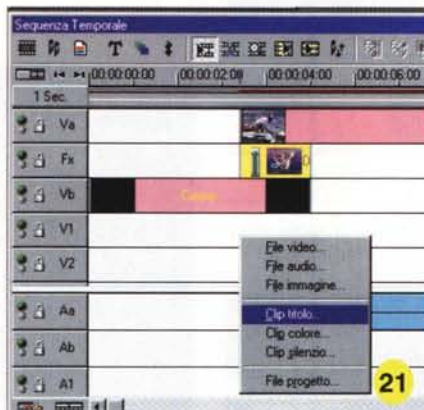 Sequenza Temporale
T
00:00:00:00 00:00:02:00 00:00:04:00 00:00:06:00
1 Sec.
Va
Fx
Vb
V1
V2
File video...
File audio...
File immagine...
Clip titolo...
Clip colore...
Clip silenzio...
File progetto...
Aa
Ab
A1
21